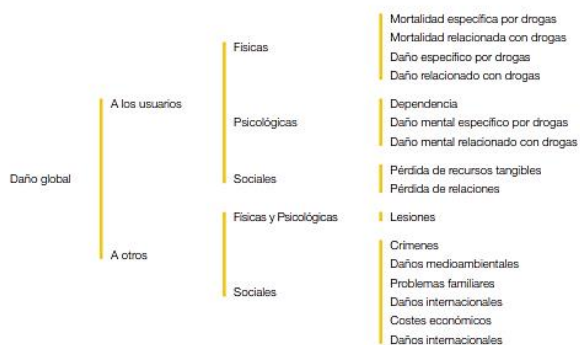 Daño global
A los usuarios
Físicas
Mortalidad específica por drogas
Mortalidad relacionada con drogas
Daño específico por drogas
Daño relacionado con drogas
Psicológicas
Dependencia
Daño mental específico por drogas
Daño mental relacionado con drogas
Sociales
Pérdida de recursos tangibles
Pérdida de relaciones
A otros
Físicas y Psicológicas
Lesiones
Sociales
Crímenes
Daños medioambientales
Problemas familiares
Daños internacionales
Costes económicos
Daños internacionales